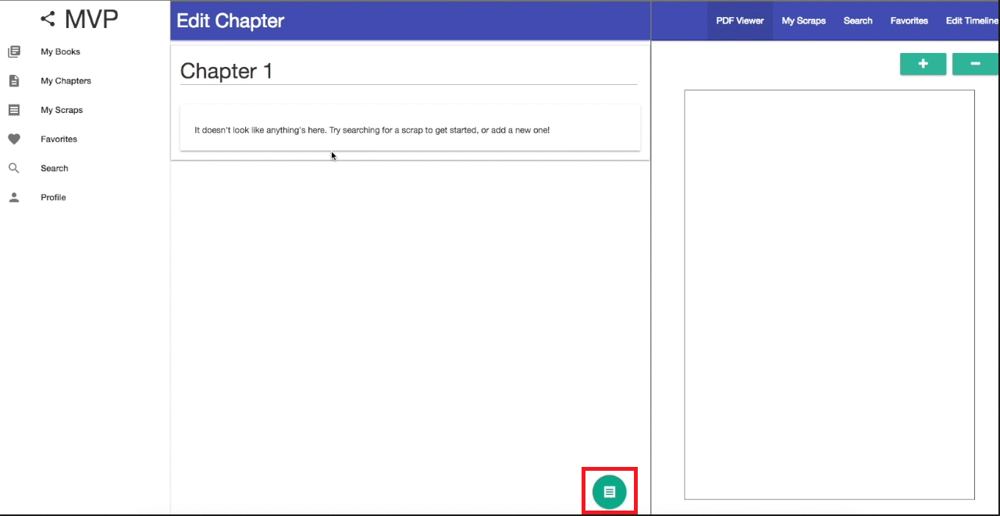 MVP
My Books
My Chapters
My Scraps
Favorites
Search
Profile
Edit Chapter
Chapter 1
It doesn't look like anything's here. Try searching for a scrap to get started, or add a new one!
PDF Viewer My Scraps Search Favorites Edit Timeline
+ −